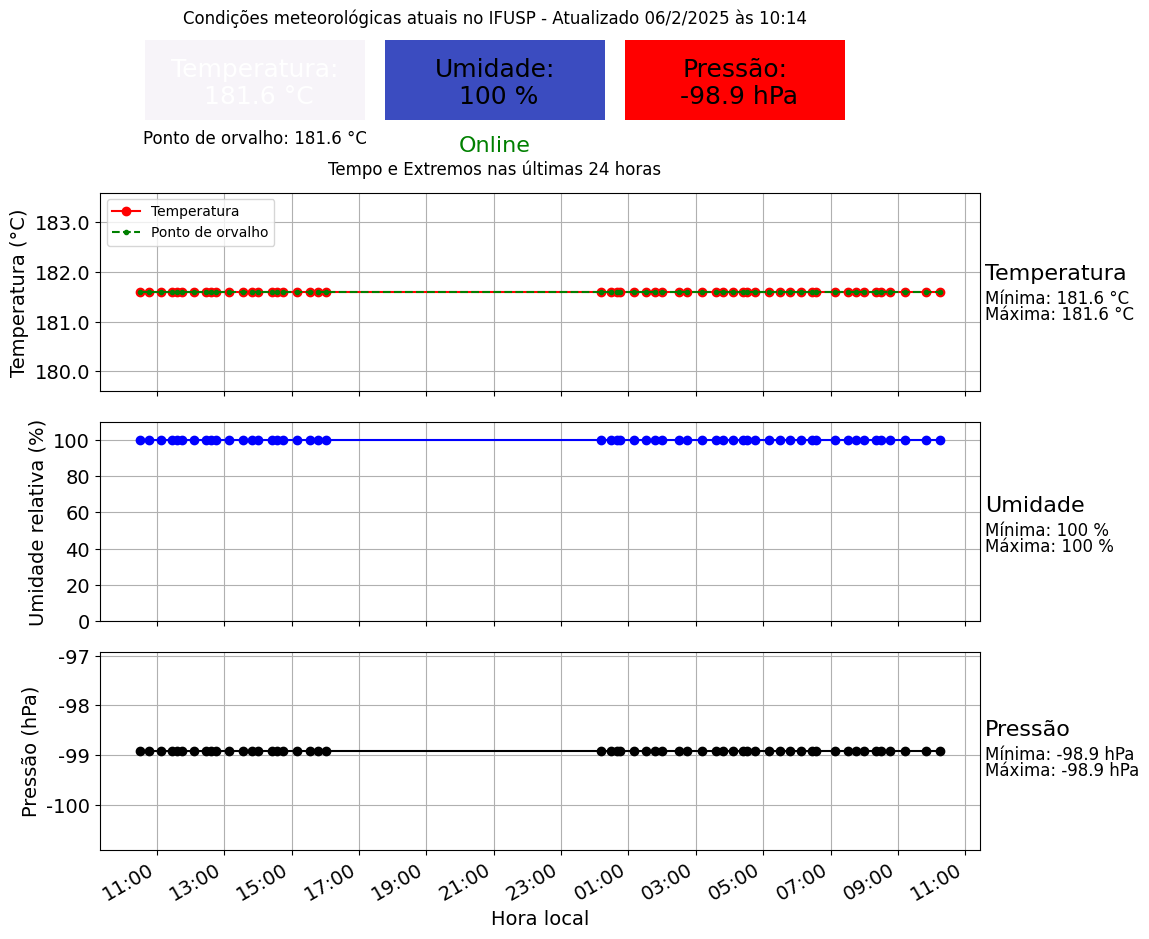 Condições meteorológicas atuais no IFUSP - Atualizado 06/2/2025 às 10:14
Temperatura:
181.6 °C
Umidade:
100 %
Pressão:
-98.9 hPa
Ponto de orvalho: 181.6 °C
Online
Tempo e Extremos nas últimas 24 horas
Temperatura (°C)
183.0
182.0
181.0
180.0
Temperatura
Ponto de orvalho
Temperatura
Mínima: 181.6 °C
Máxima: 181.6 °C
Umidade relativa (%)
100
80
60
40
20
0
Umidade
Mínima: 100 %
Máxima: 100 %
Pressão (hPa)
-97
-98
-99
-100
Pressão
Mínima: -98.9 hPa
Máxima: -98.9 hPa
11:00
13:00
15:00
17:00
19:00
21:00
23:00
01:00
03:00
05:00
07:00
09:00
11:00
Hora local